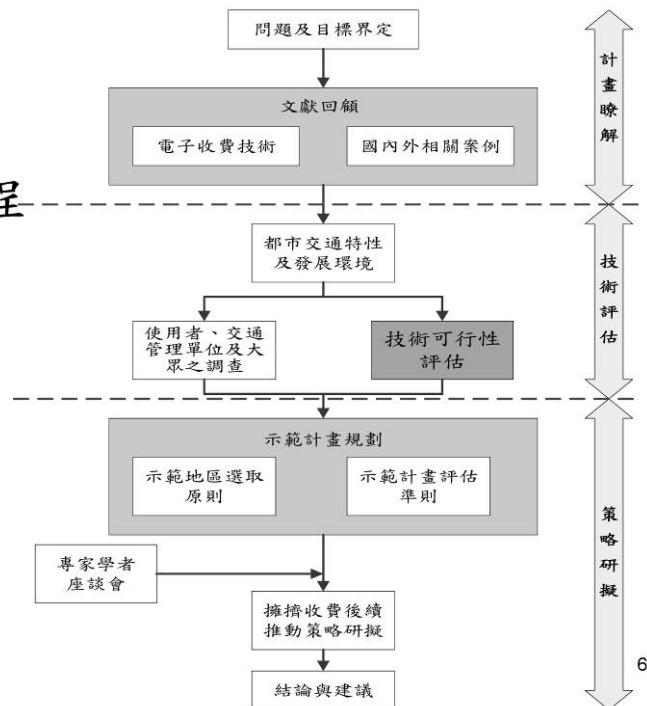 問題及目標界定
文獻回顧
電子收費技術
國內外相關案例
計畫瞭解
程
都市交通特性
及發展環境
使用者、交通
管理單位及大
眾之調查
技術可行性
評估
技術評估
示範計畫規劃
示範地區選取
原則
示範計畫評估
準則
專家學者
座談會
擁擠收費後續
推動策略研擬
結論與建議
策略研擬
6